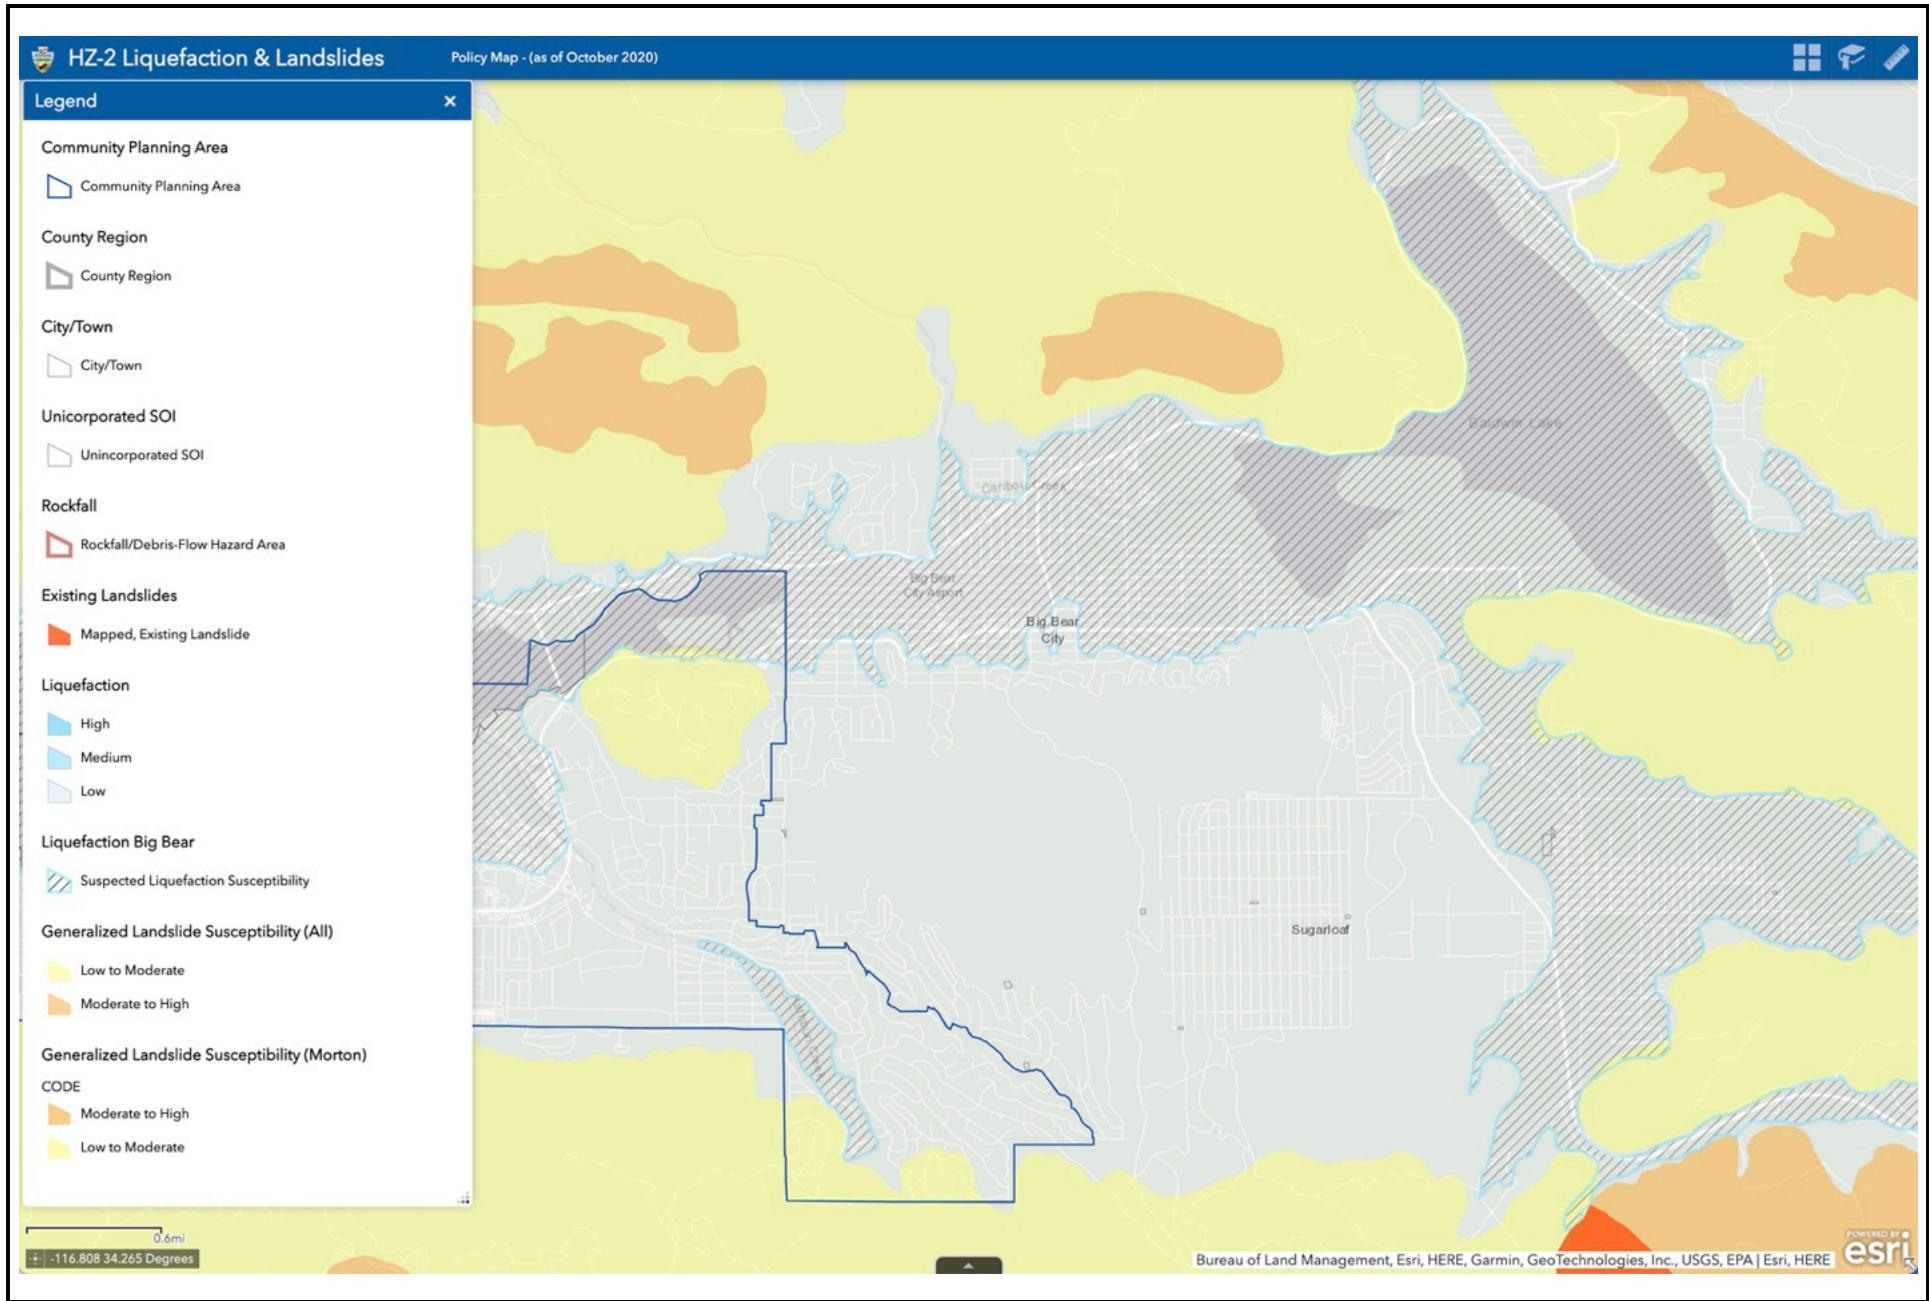 HZ-2 Liquefaction & Landslides
Policy Map - (as of October 2020)
Legend
Community Planning Area
Community Planning Area
County Region
County Region
City/Town
City/Town
Unicorporated SOI
Unincorporated SOI
Rockfall
Rockfall/Debris-Flow Hazard Area
Existing Landslides
Mapped, Existing Landslide
Liquefaction
High
Medium
Low
Liquefaction Big Bear
Suspected Liquefaction Susceptibility
Generalized Landslide Susceptibility (All)
Low to Moderate
Moderate to High
Generalized Landslide Susceptibility (Morton)
CODE
Moderate to High
Low to Moderate
Baldwin Lake
Caribou Creek
Big Bear
City Airport
Big Bear
City
Sugarloaf
Creek
0.6mi
-116.808 34.265 Degrees
Bureau of Land Management, Esri, HERE, Garmin, GeoTechnologies, Inc., USGS, EPA | Esri, HERE
POWERED BY
esri